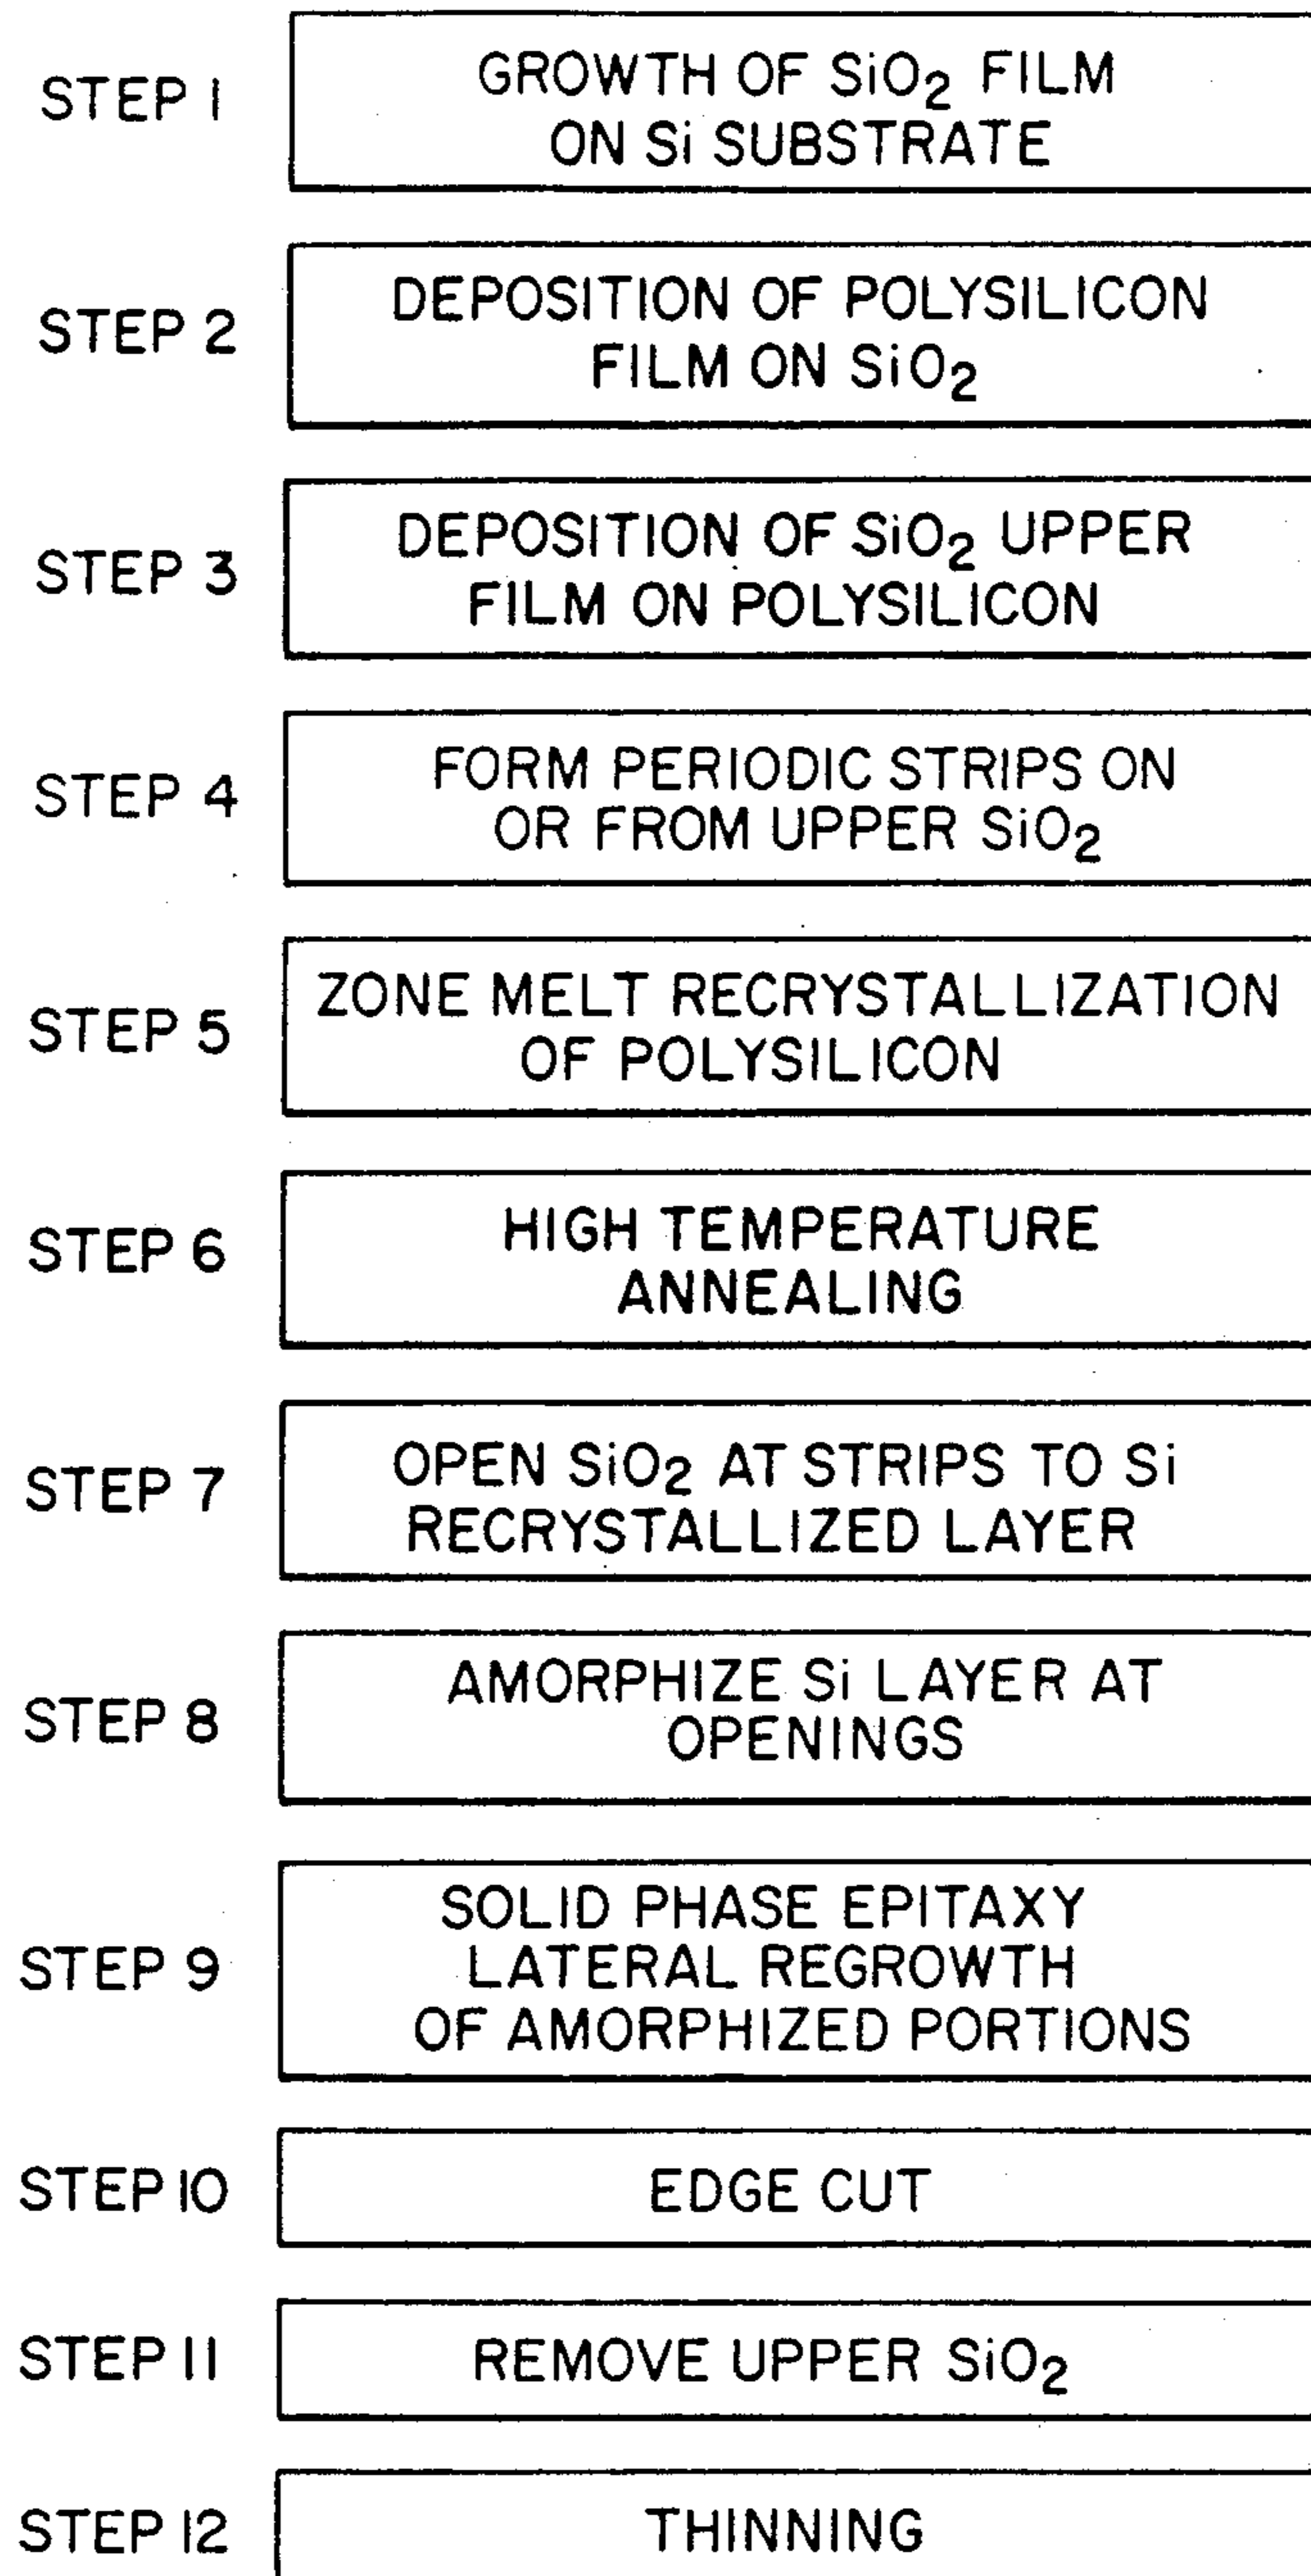 STEP 1
GROWTH OF SiO2 FILM
ON Si SUBSTRATE
STEP 2
DEPOSITION OF POLYSILICON
FILM ON SiO2
STEP 3
DEPOSITION OF SiO2 UPPER
FILM ON POLYSILICON
STEP 4
FORM PERIODIC STRIPS ON
OR FROM UPPER SiO2
STEP 5
ZONE MELT RECRYSTALLIZATION
OF POLYSILICON
STEP 6
HIGH TEMPERATURE
ANNEALING
STEP 7
OPEN SiO2 AT STRIPS TO Si
RECRYSTALLIZED LAYER
STEP 8
AMORPHIZE Si LAYER AT
OPENINGS
STEP 9
SOLID PHASE EPITAXY
LATERAL REGROWTH
OF AMORPHIZED PORTIONS
STEP 10
EDGE CUT
STEP 11
REMOVE UPPER SiO2
STEP 12
THINNING